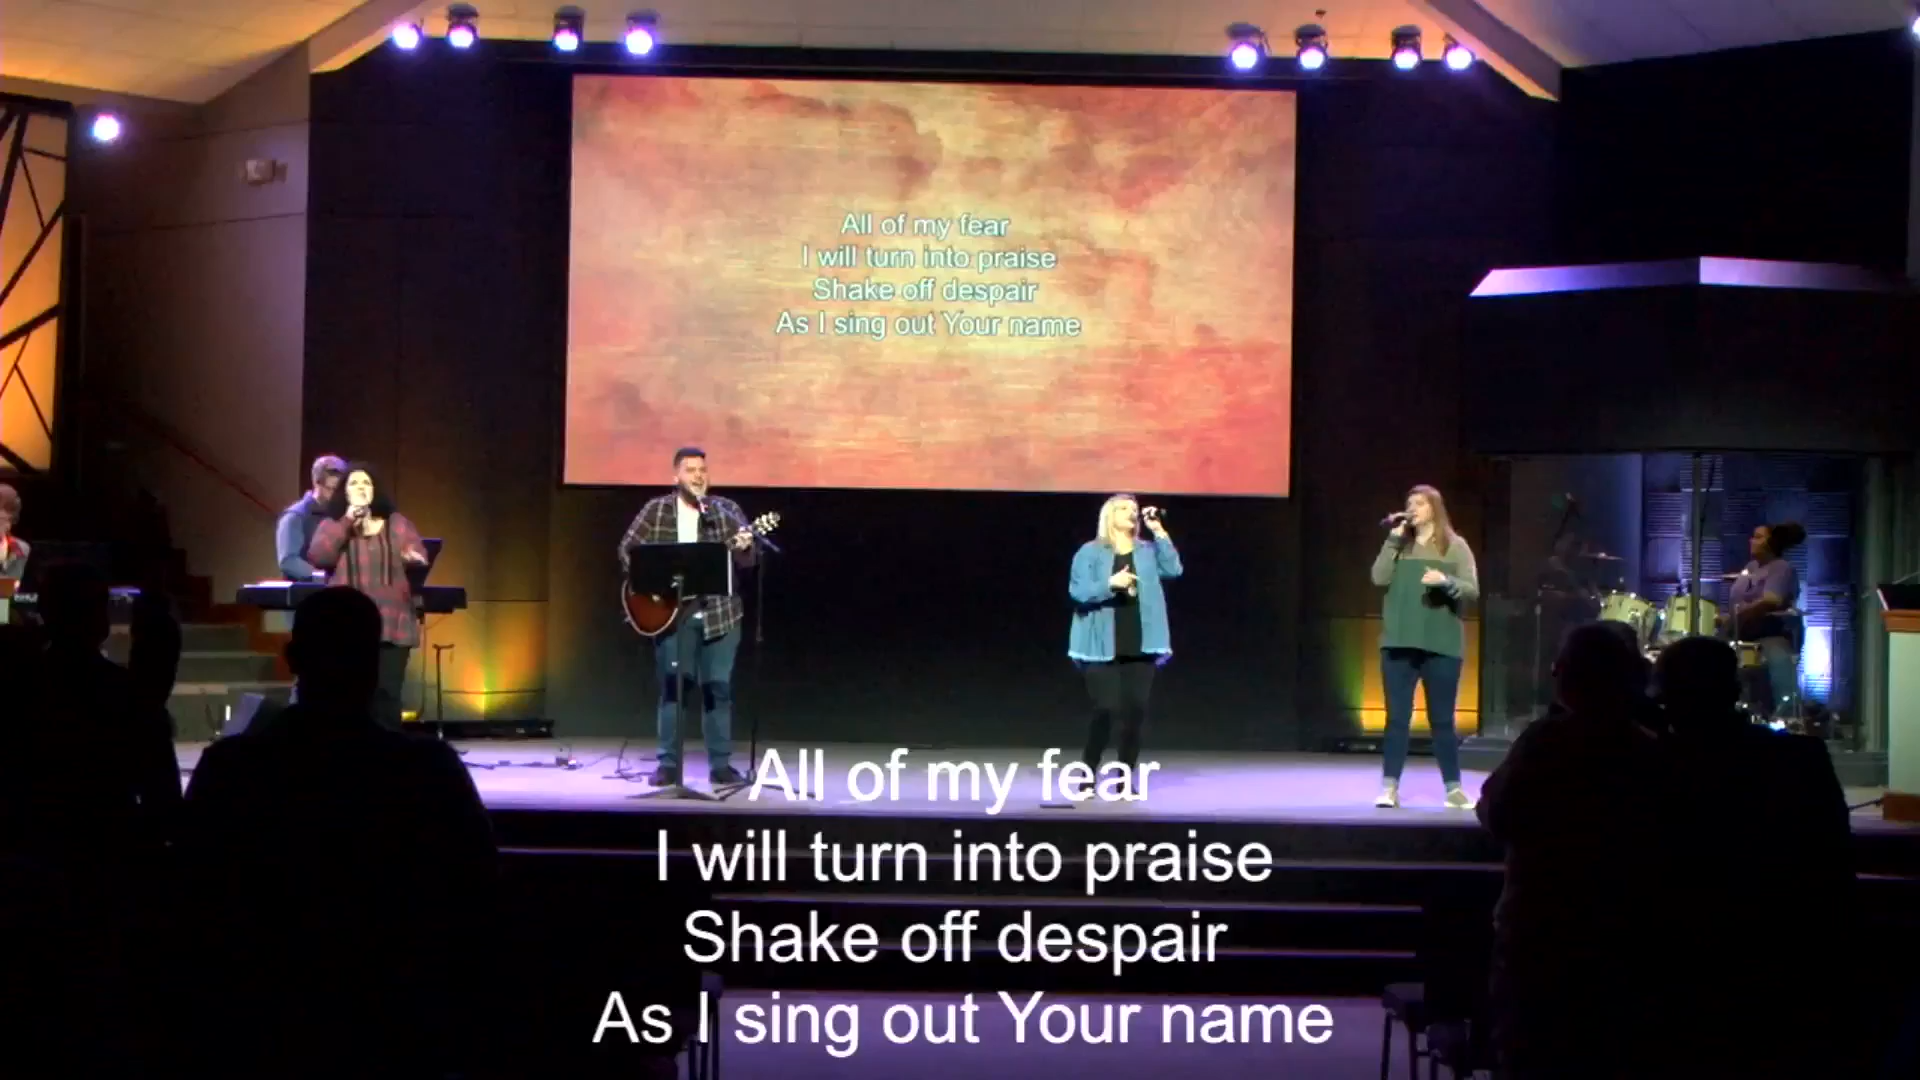 All of my fear
I will turn into praise
Shake off despair
As I sing out Your name
All of my fear
I will turn into praise
Shake off despair
As I sing out Your name